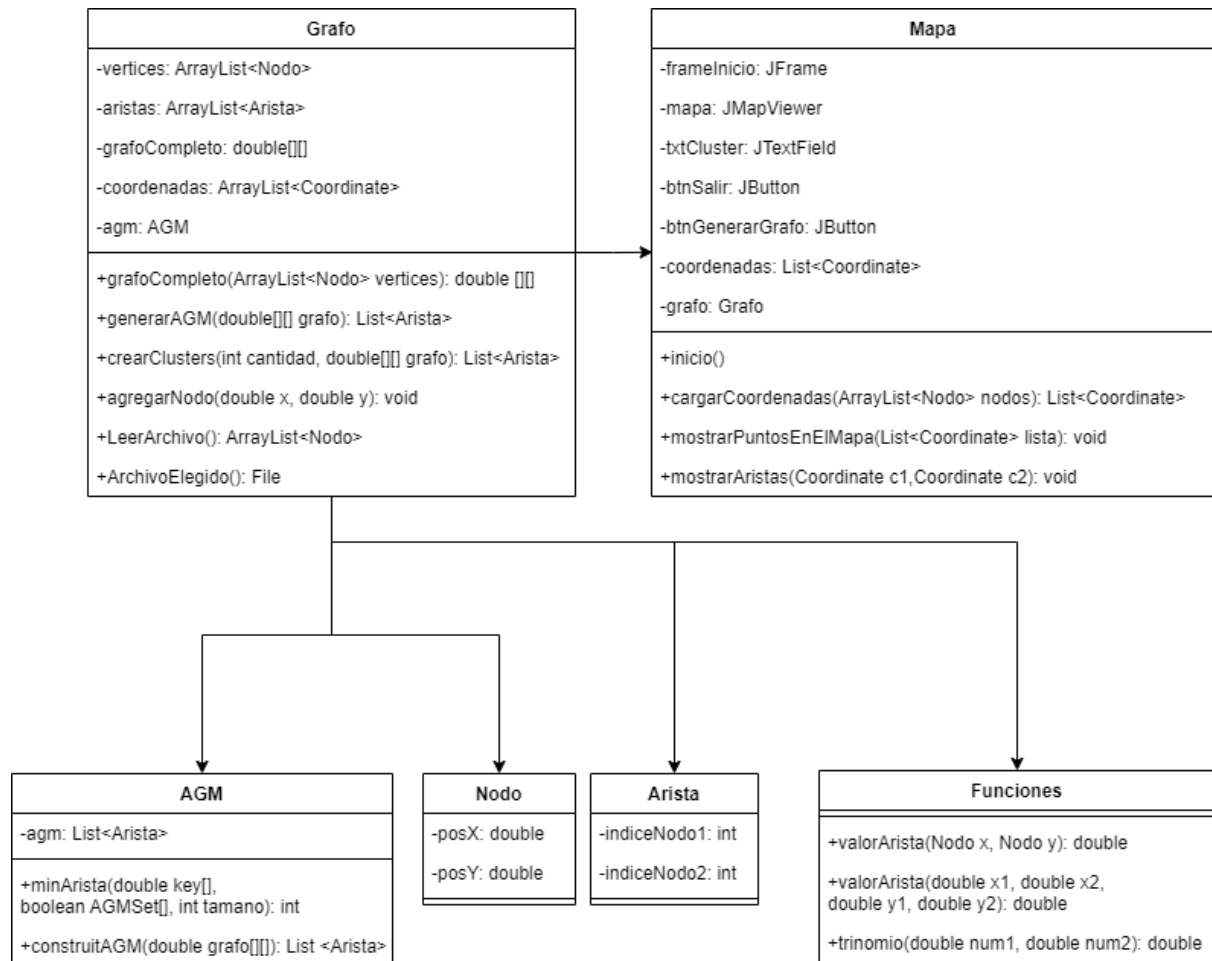 Grafo
-vertices: ArrayList<Nodo>
-aristas: ArrayList<Arista>
-grafoCompleto: double[][]
-coordenadas: ArrayList<Coordinate>
-agm: AGM
+grafoCompleto(ArrayList<Nodo> vertices): double [][]
+generarAGM(double[][] grafo): List<Arista>
+crearClusters(int cantidad, double[][] grafo): List<Arista>
+agregarNodo(double x, double y): void
+LeerArchivo(): ArrayList<Nodo>
+ArchivoElegido(): File
Mapa
-frameInicio: JFrame
-mapa: JMapViewer
-txtCluster: JTextField
-btnSalir: JButton
-btnGenerarGrafo: JButton
-coordenadas: List<Coordinate>
-grafo: Grafo
+inicio()
+cargarCoordenadas(ArrayList<Nodo> nodos): List<Coordinate>
+mostrarPuntosEnElMapa(List<Coordinate> lista): void
+mostrarAristas(Coordinate c1,Coordinate c2): void
AGM
-agm: List<Arista>
+minArista(double key[],
boolean AGMSet[], int tamano): int
+construitAGM(double grafo[][]): List <Arista>
Nodo
-posX: double
-posY: double
Arista
-indiceNodo1: int
-indiceNodo2: int
Funciones
+valorArista(Nodo x, Nodo y): double
+valorArista(double x1, double x2,
double y1, double y2): double
+trinomio(double num1, double num2): double